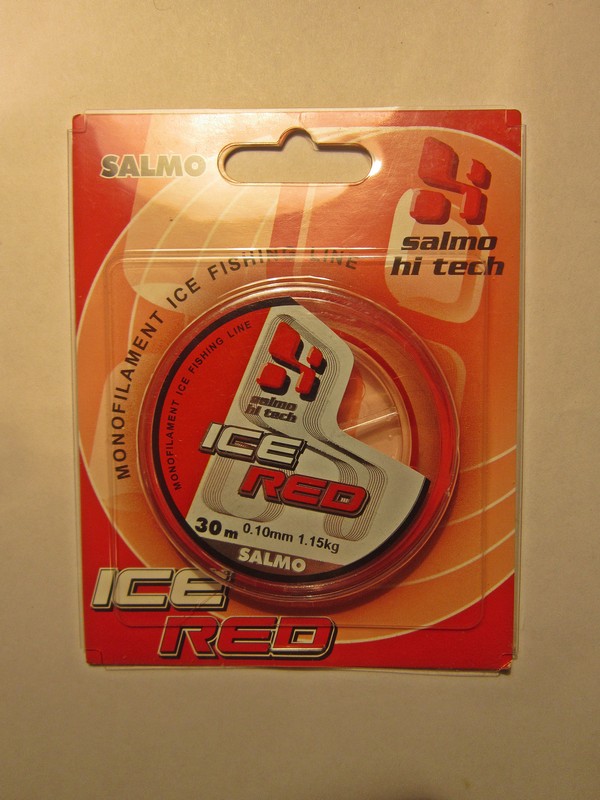 SALMO
salmo
hi tech
MONOFILAMENT ICE FISHING LINE
MONOFILAMENT ICE FISHING LINE
salmo
hi tech
ICE
RED
30 m 0.10mm 1.15kg
SALMO
ICE
RED